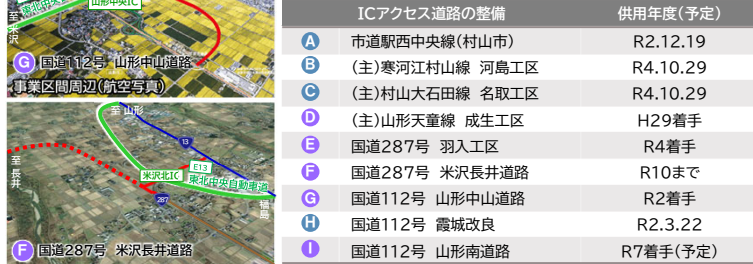 至 米沢
東北中央
山形中央IC
G 国道112号 山形中山道路
事業区間周辺(航空写真)
至 山形
13
至 長井
E13
東北中央自動車道
米沢北IC
287
至 福島
F 国道287号 米沢長井道路
ICアクセス道路の整備 供用年度(予定)
A 市道駅西中央線(村山市) R2.12.19
B (主)寒河江村山線 河島工区 R4.10.29
C (主)村山大石田線 名取工区 R4.10.29
D (主)山形天童線 成生工区 H29着手
E 国道287号 羽入工区 R4着手
F 国道287号 米沢長井道路 R10まで
G 国道112号 山形中山道路 R2着手
H 国道112号 霞城改良 R2.3.22
I 国道112号 山形南道路 R7着手(予定)